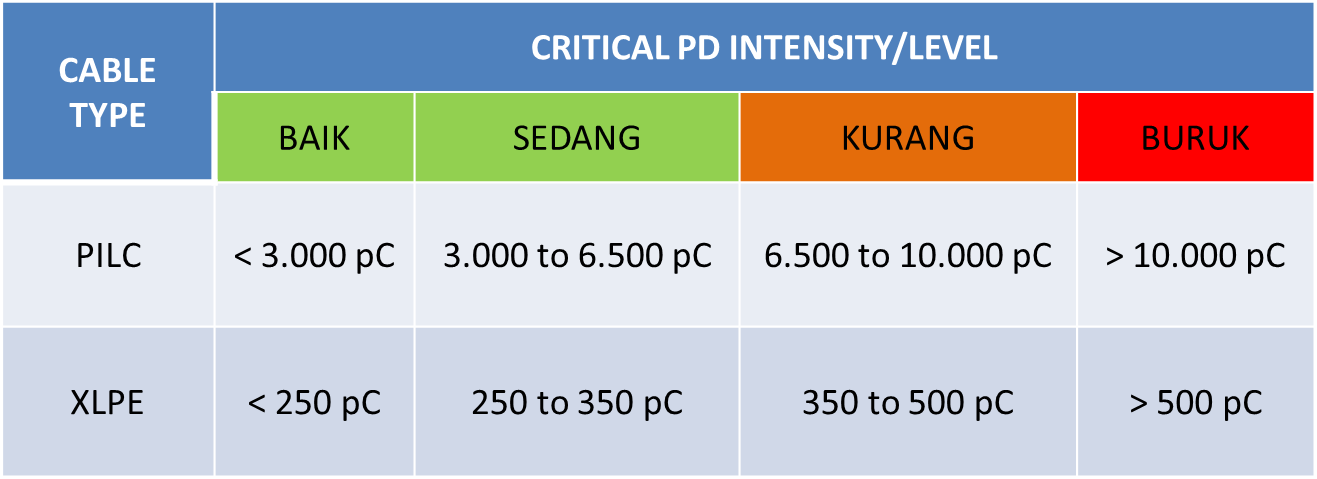 CABLE
TYPE
CRITICAL PD INTENSITY/LEVEL
BAIK
SEDANG
KURANG
BURUK
PILC
< 3.000 pC
3.000 to 6.500 pC
6.500 to 10.000 pC
> 10.000 pC
XLPE
< 250 pC
250 to 350 pC
350 to 500 pC
> 500 pC